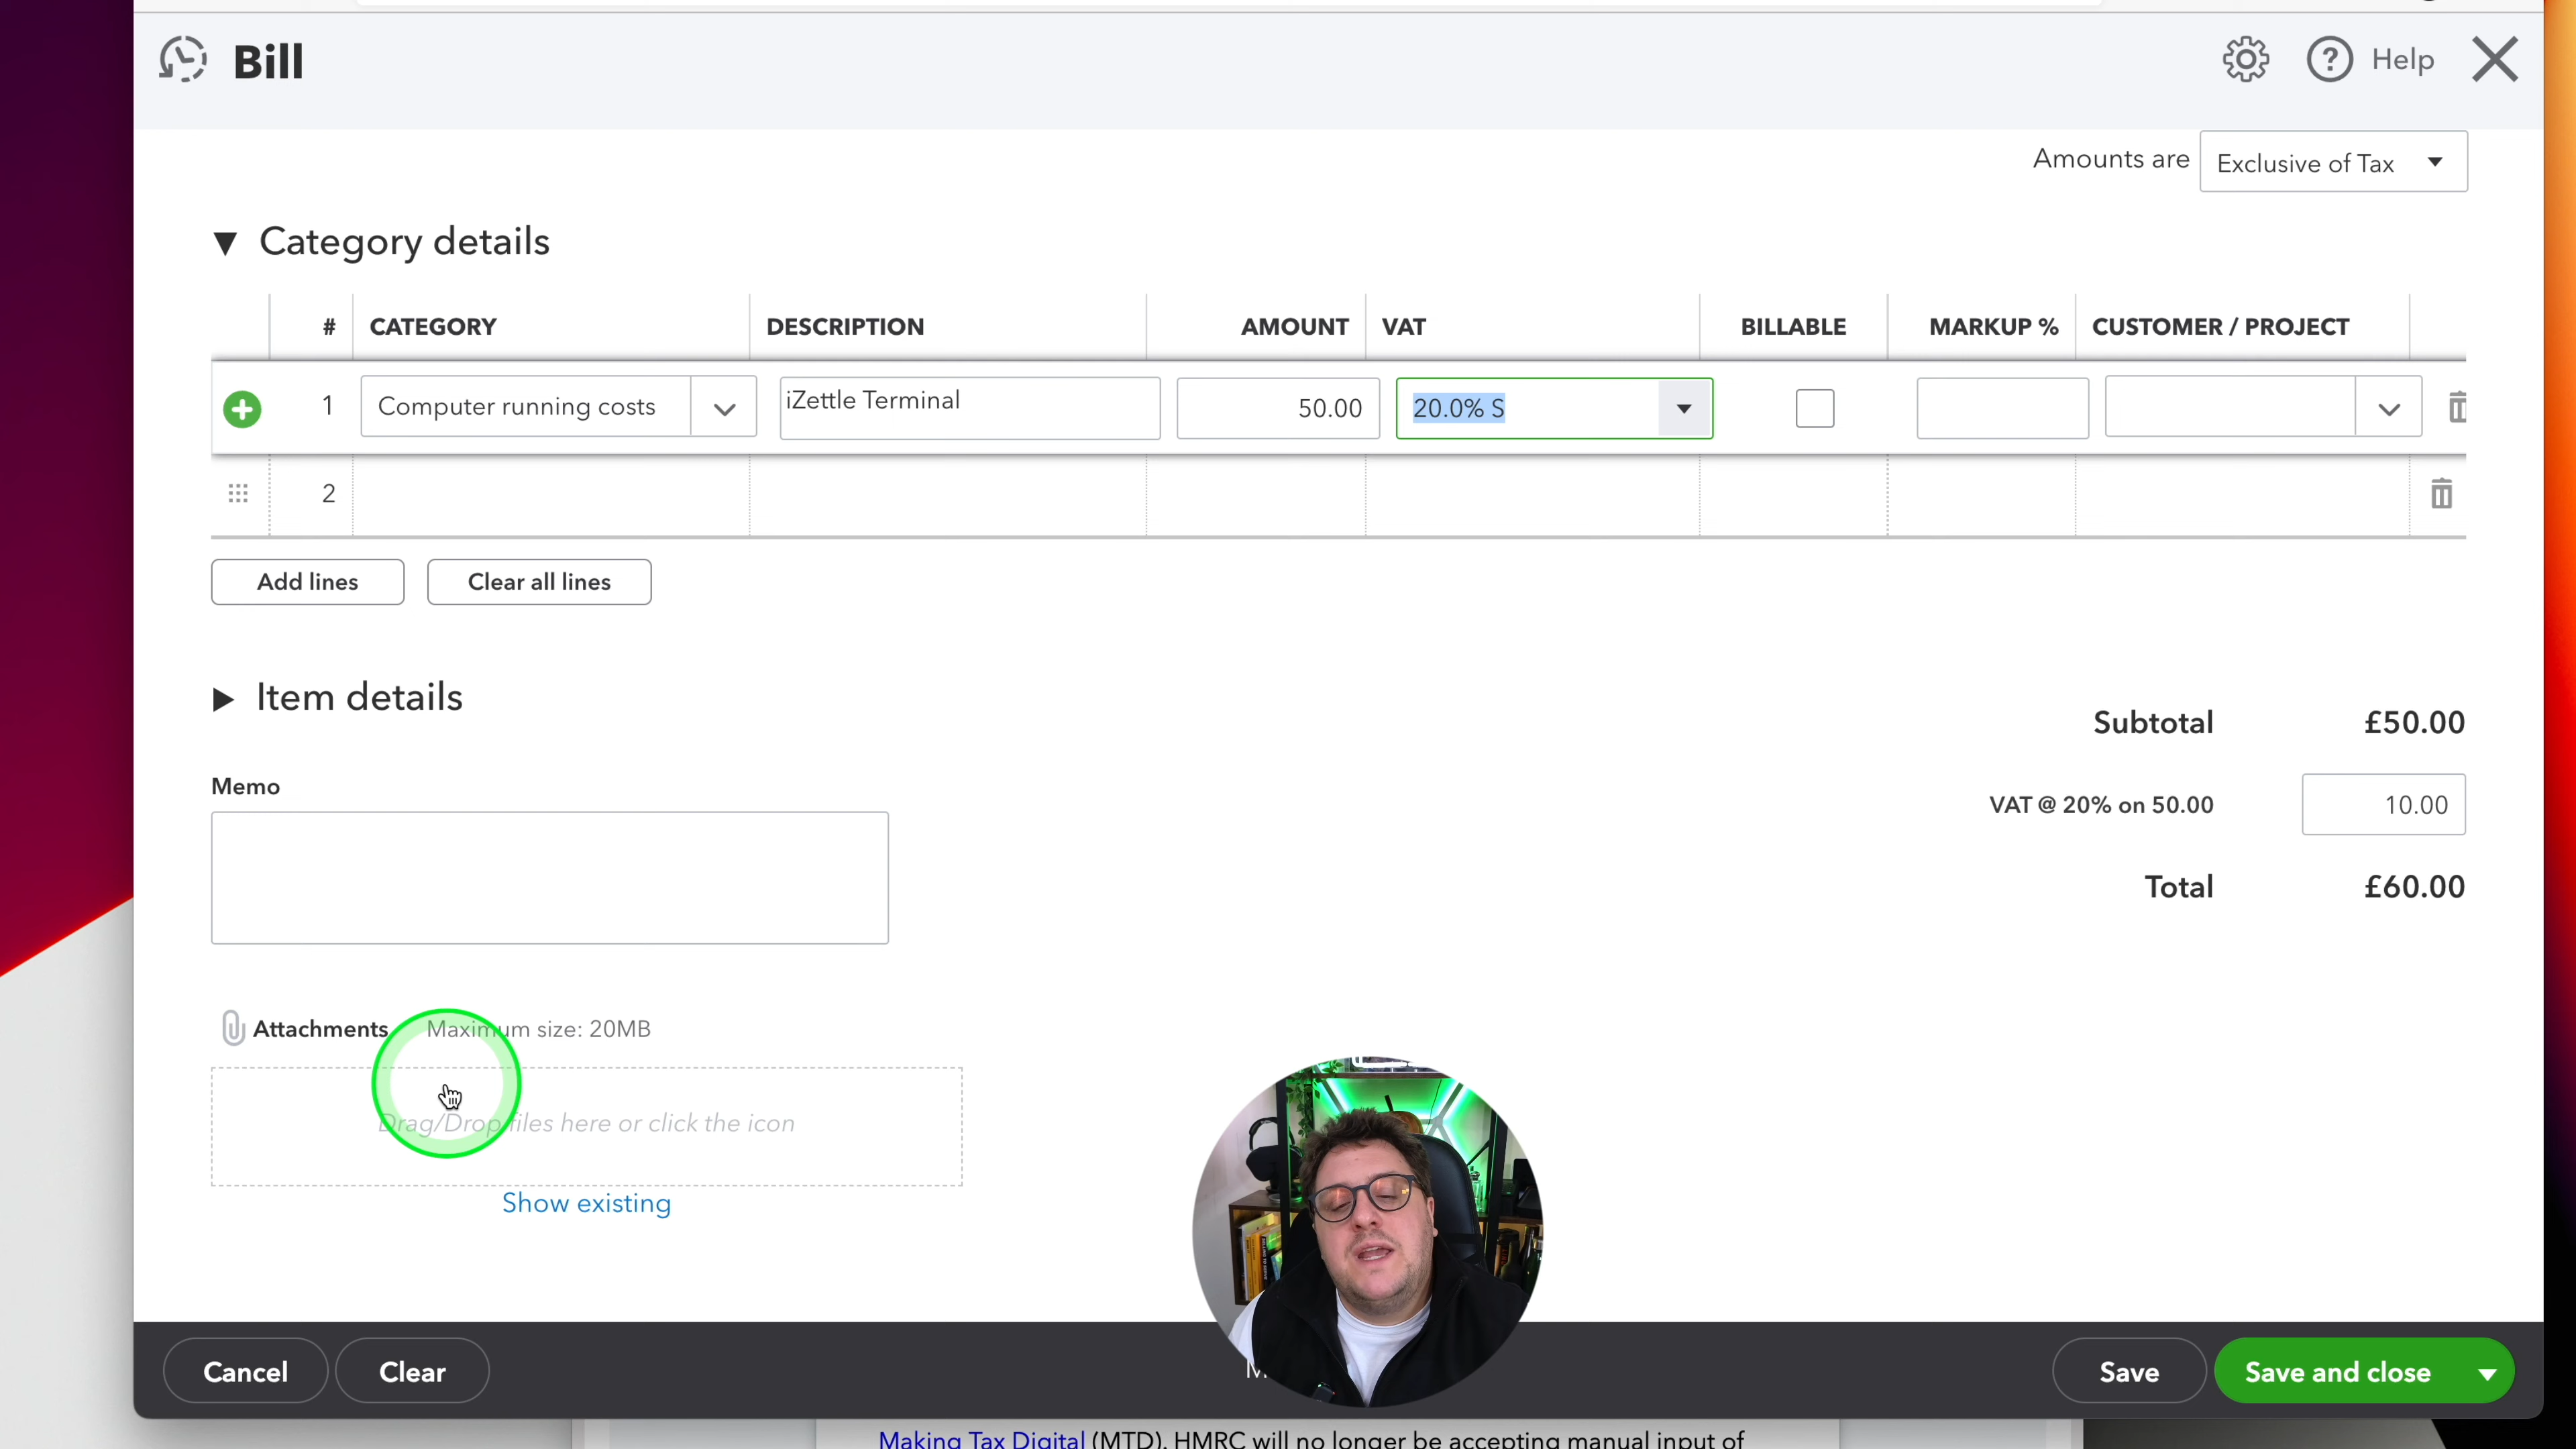 Bill
Help
Amounts are Exclusive of Tax
Category details
# CATEGORY DESCRIPTION AMOUNT VAT BILLABLE MARKUP % CUSTOMER / PROJECT
1 Computer running costs iZettle Terminal 50.00 20.0% S
2
Add lines Clear all lines
Item details
Subtotal £50.00
Memo
VAT @ 20% on 50.00 10.00
Total £60.00
Attachments Maximum size: 20MB
Drag/Drop files here or click the icon
Show existing
Cancel Clear Save Save and close
Making Tax Digital (MTD). HMRC will no longer be accepting manual input of